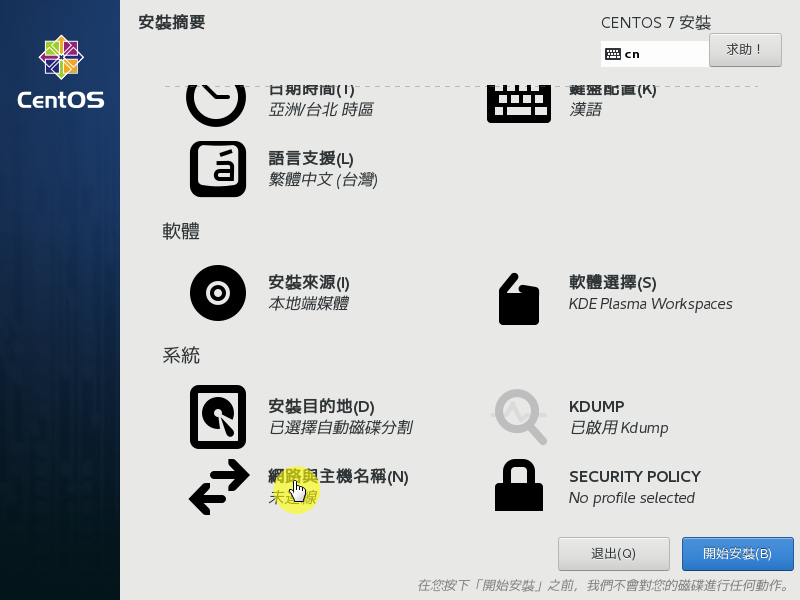 安裝摘要
CENTOS 7 安裝
cn
求助！
CentOS
日期時間(T)
亞洲/台北 時區
鍵盤配置(K)
漢語
語言支援(L)
繁體中文 (台灣)
軟體
安裝來源(I)
本地端媒體
軟體選擇(S)
KDE Plasma Workspaces
系統
安裝目的地(D)
已選擇自動磁碟分割
KDUMP
已啟用 Kdump
網路與主機名稱(N)
未連線
SECURITY POLICY
No profile selected
退出(Q)
開始安裝(B)
在您按下「開始安裝」之前，我們不會對您的磁碟進行任何動作。